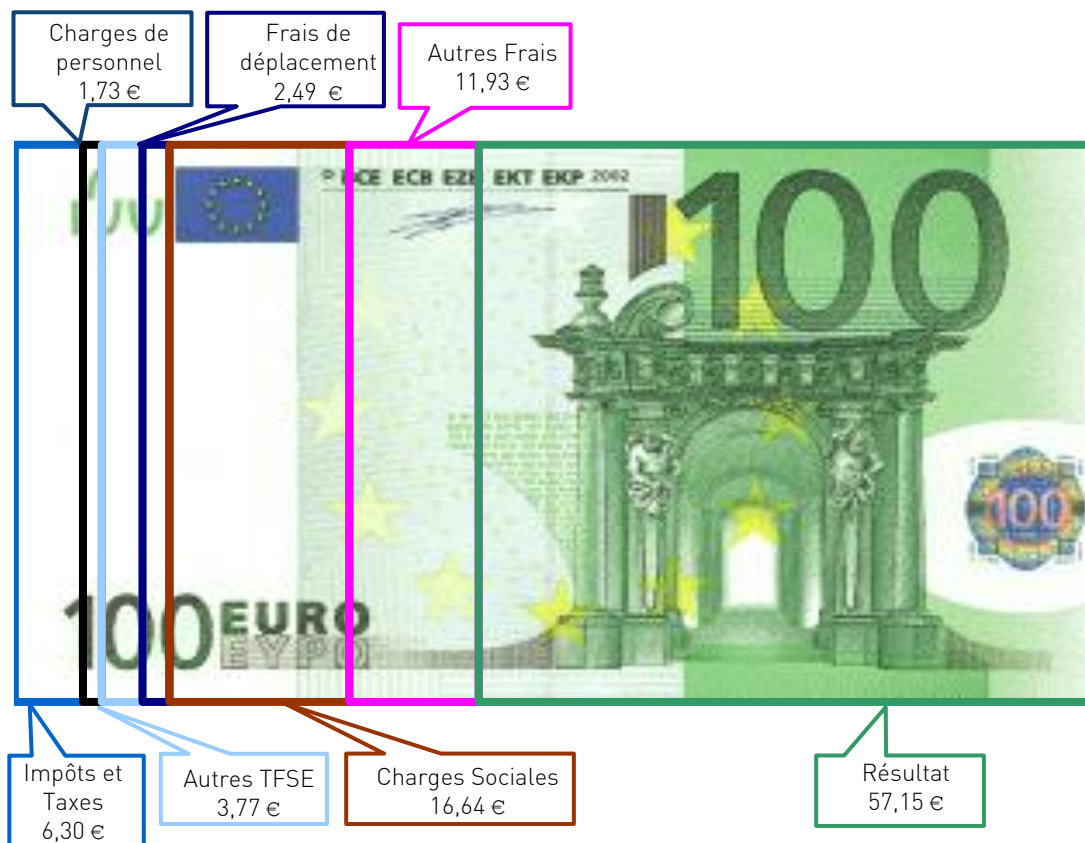 Charges de
personnel
1,73 €
Frais de
déplacement
2,49 €
Autres Frais
11,93 €
ECB
EKT EKP 2002
100
100
100 EURO
ΕΥΡΩ
Impôts et
Taxes
6,30 €
Autres TFSE
3,77 €
Charges Sociales
16,64 €
Résultat
57,15 €